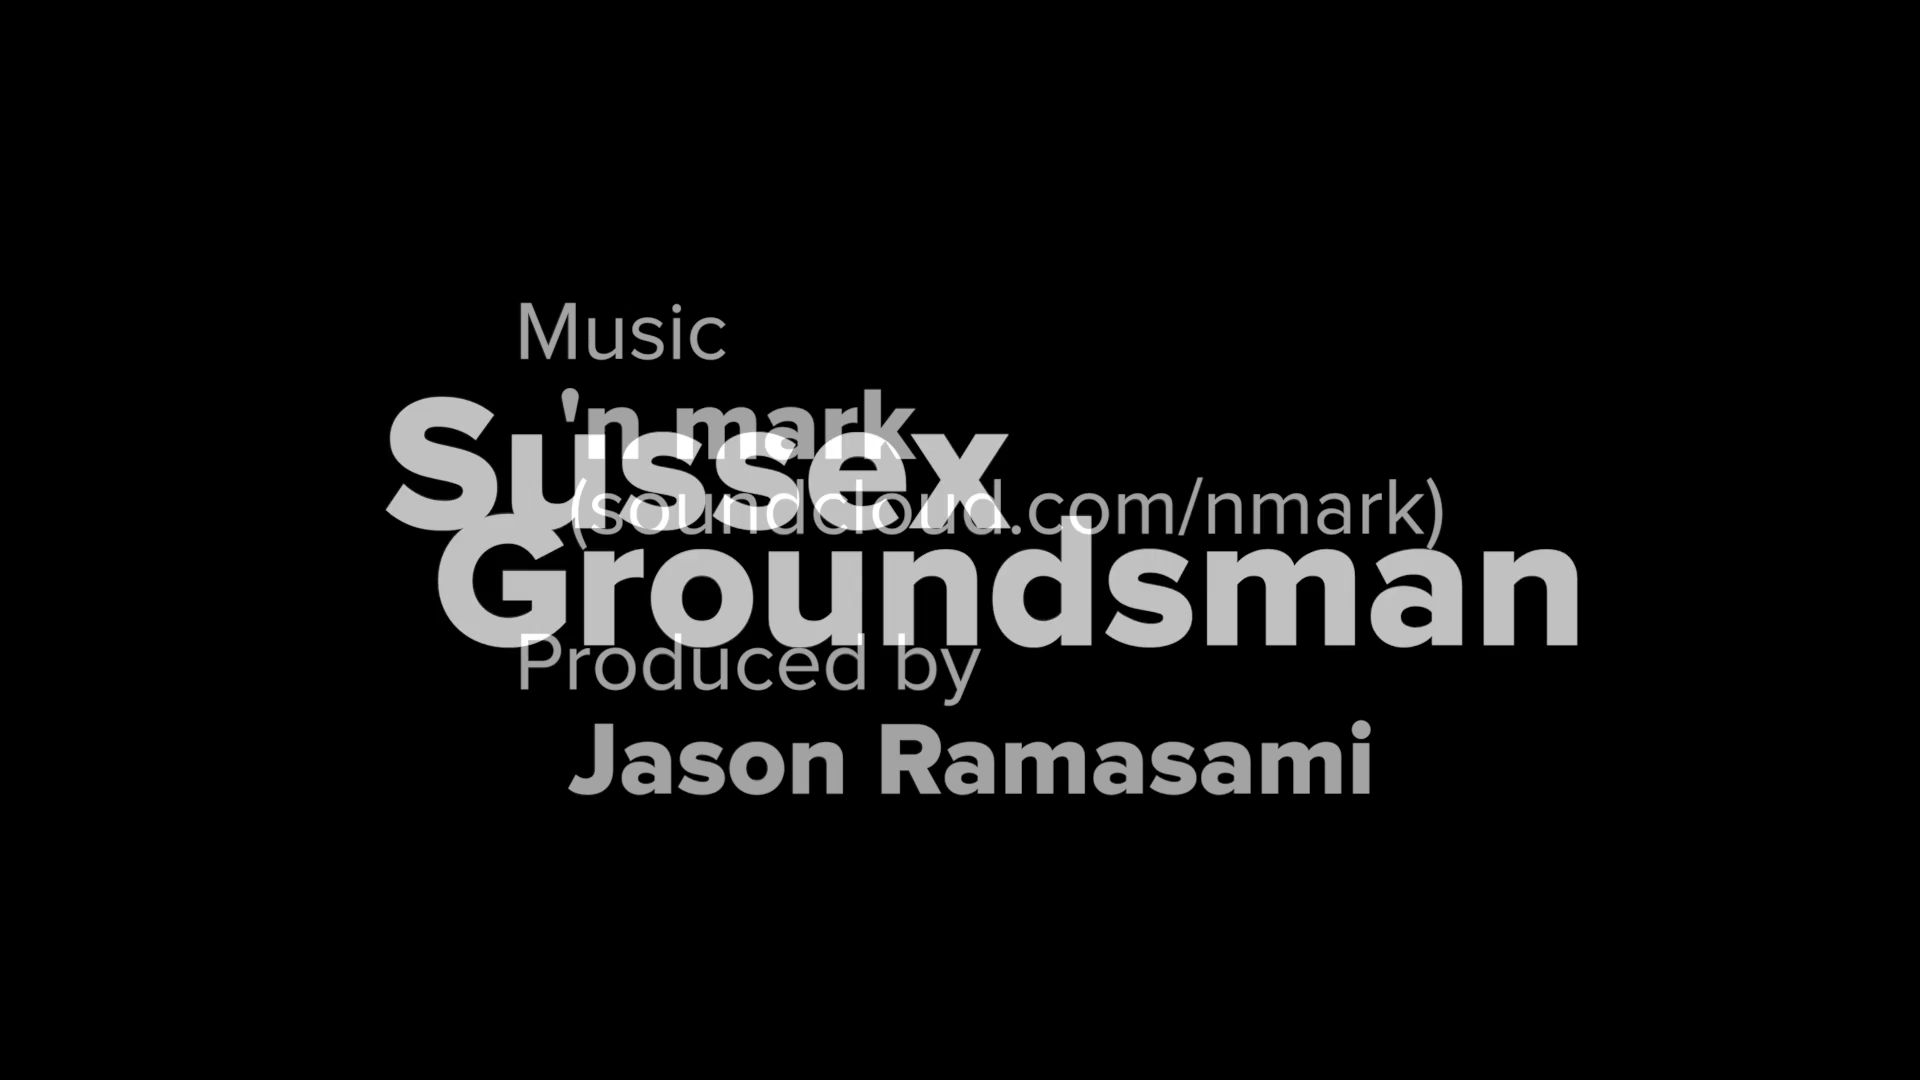 Music
'n mark
Sussex
(soundcloud.com/nmark)
Groundsman
Produced by
Jason Ramasami